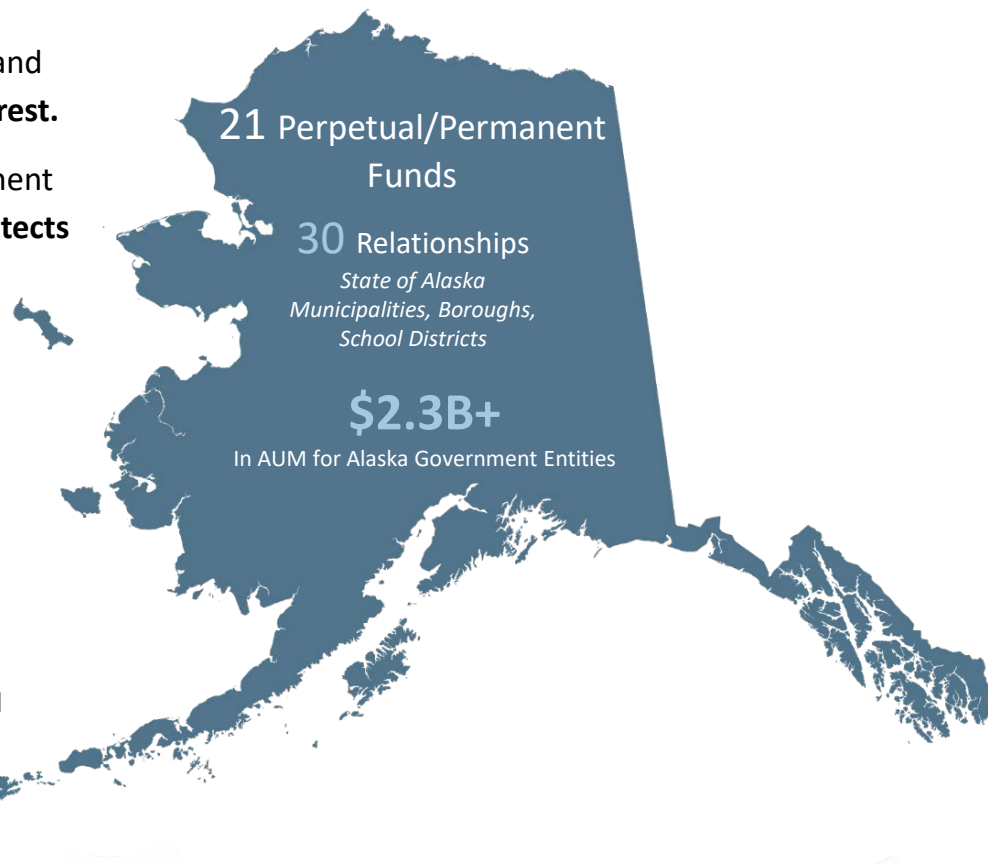 and
rest.
ment
tects
21 Perpetual/Permanent
Funds
30 Relationships
State of Alaska
Municipalities, Boroughs,
School Districts
$2.3B+
In AUM for Alaska Government Entities